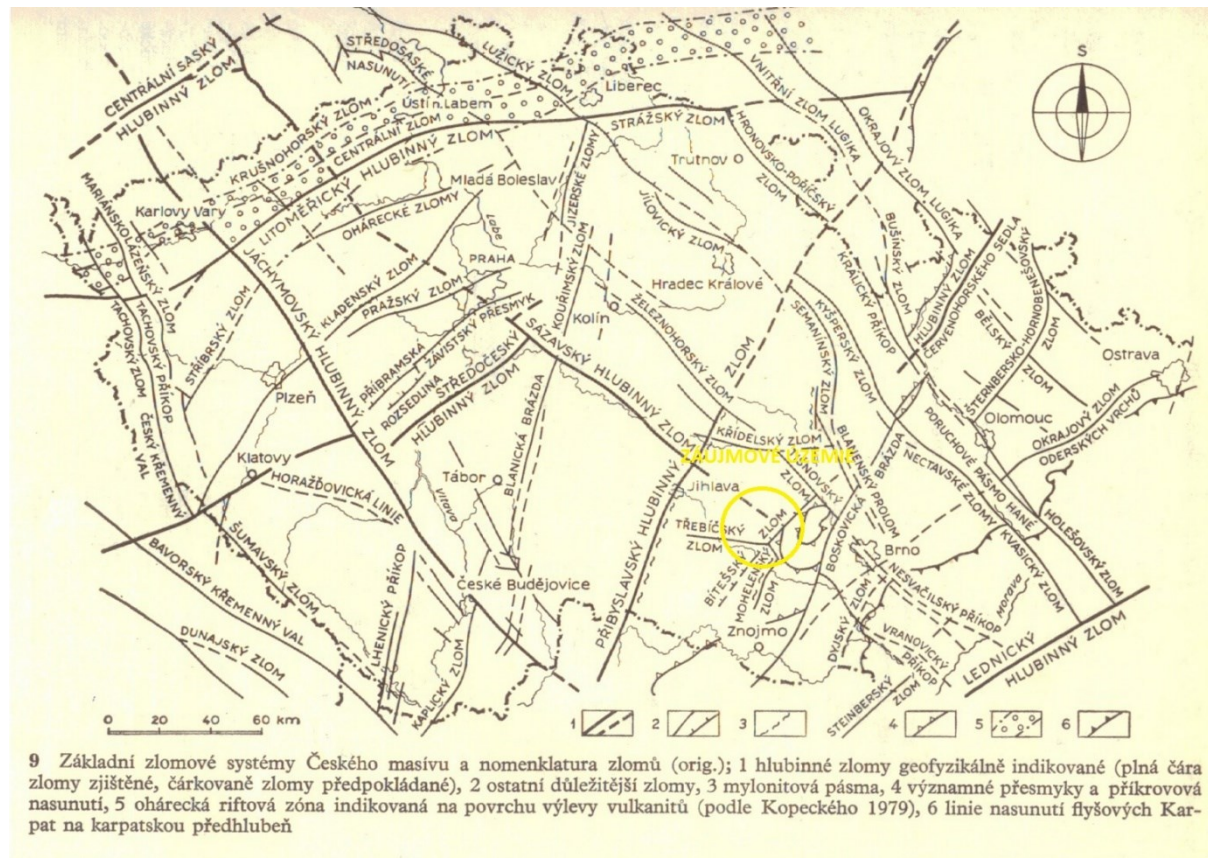 S
CENTRÁLNÍ SASKÝ
HLUBINNÝ ZLOM
STŘEDOSASKÉ
NASUNUTÍ
LUŽICKÝ ZLOM
Liberec
VNITŘNÍ ZLOM LUGIKA
OKRAJOVÝ ZLOM LUGIKA
KRUŠNOHORSKÝ ZLOM
Ústí n.Labem
CENTRÁLNÍ ZLOM
LITOMĚŘICKÝ HLUBINNÝ ZLOM
STRÁŽSKÝ ZLOM
HRONOVSKO-POŘÍČSKÝ
ZLOM
Trutnov
Mladá Boleslav
JIZERSKÉ ZLOMY
JÍLOVICKÝ ZLOM
MARIÁNSKOLÁZEŇSKÝ ZLOM
Karlovy Vary
OHÁRECKÉ ZLOMY
Labe
BUŠÍNSKÝ ZLOM
KRÁLICKÝ PŘÍKOP
HLUBINNÝ ZLOM
ČERVENOHORSKÉHO SEDLA
TACHOVSKÝ ZLOM
TACHOVSKÝ PŘÍKOP
STŘÍBRSKÝ ZLOM
JÁCHYMOVSKÝ HLUBINNÝ ZLOM
KLADENSKÝ ZLOM
PRAŽSKÝ ZLOM
PRAHA
KOUŘIMSKÝ ZLOM
Hradec Králové
Kolín
ŽELEZNOHORSKÝ ZLOM
SEMANÍNSKÝ ZLOM
KYŠPERSKÝ ZLOM
BĚLSKÝ
ZLOM
ŠTERNBERSKO-HORNOBENEŠOVSKÝ
ZLOM
Ostrava
PŘÍBRAMSKÁ
ROZSEDLINA
ZÁVISTSKÝ PŘESMYK
STŘEDOČESKÝ
HLUBINNÝ ZLOM
SÁZAVSKÝ HLUBINNÝ ZLOM
ZLOM
Plzeň
ČESKÝ KŘEMENNÝ
VAL
Olomouc
OKRAJOVÝ ZLOM
ODERSKÝCH VRCHŮ
Klatovy
HORAŽĎOVICKÁ LINIE
Tábor
Vltava
BLANICKÁ BRÁZDA
KŘÍDELSKÝ ZLOM
ZÁUJMOVÉ ÚZEMIE
ZLOM
BLANENSKÝ PROLOM
BOSKOVICKÁ BRÁZDA
NECTAVSKÉ ZLOMY
PORUCHOVÉ PÁSMO HANÉ
HOLEŠOVSKÝ ZLOM
KVASICKÝ ZLOM
Jihlava
TŘEBÍČSKÝ
ZLOM
ZLOM
BÍTEŠSKÝ
MOHELENSKÝ
ZLOM
PŘIBYSLAVSKÝ HLUBINNÝ
Brno
NESVAČILSKÝ PŘÍKOP
Morava
VRANOVICKÝ
PŘÍKOP
Znojmo
DYJSKÝ ZLOM
STEINBERSKÝ
ZLOM
LEDNICKÝ
HLUBINNÝ ZLOM
ŠUMAVSKÝ ZLOM
BAVORSKÝ KŘEMENNÝ VAL
DUNAJSKÝ ZLOM
LHENICKÝ PŘÍKOP
České Budějovice
KAPLICKÝ ZLOM
0 20 40 60 km
1 2 3 4 5 6
9 Základní zlomové systémy Českého masívu a nomenklatura zlomů (orig.); 1 hlubinné zlomy geofyzikálně indikované (plná čára
zlomy zjištěné, čárkovaně zlomy předpokládané), 2 ostatní důležitější zlomy, 3 mylonitová pásma, 4 významné přesmyky a příkrovová
nasunutí, 5 ohárecká riftová zóna indikovaná na povrchu výlevy vulkanitů (podle Kopeckého 1979), 6 linie nasunutí flyšových Kar-
pat na karpatskou předhlubeň